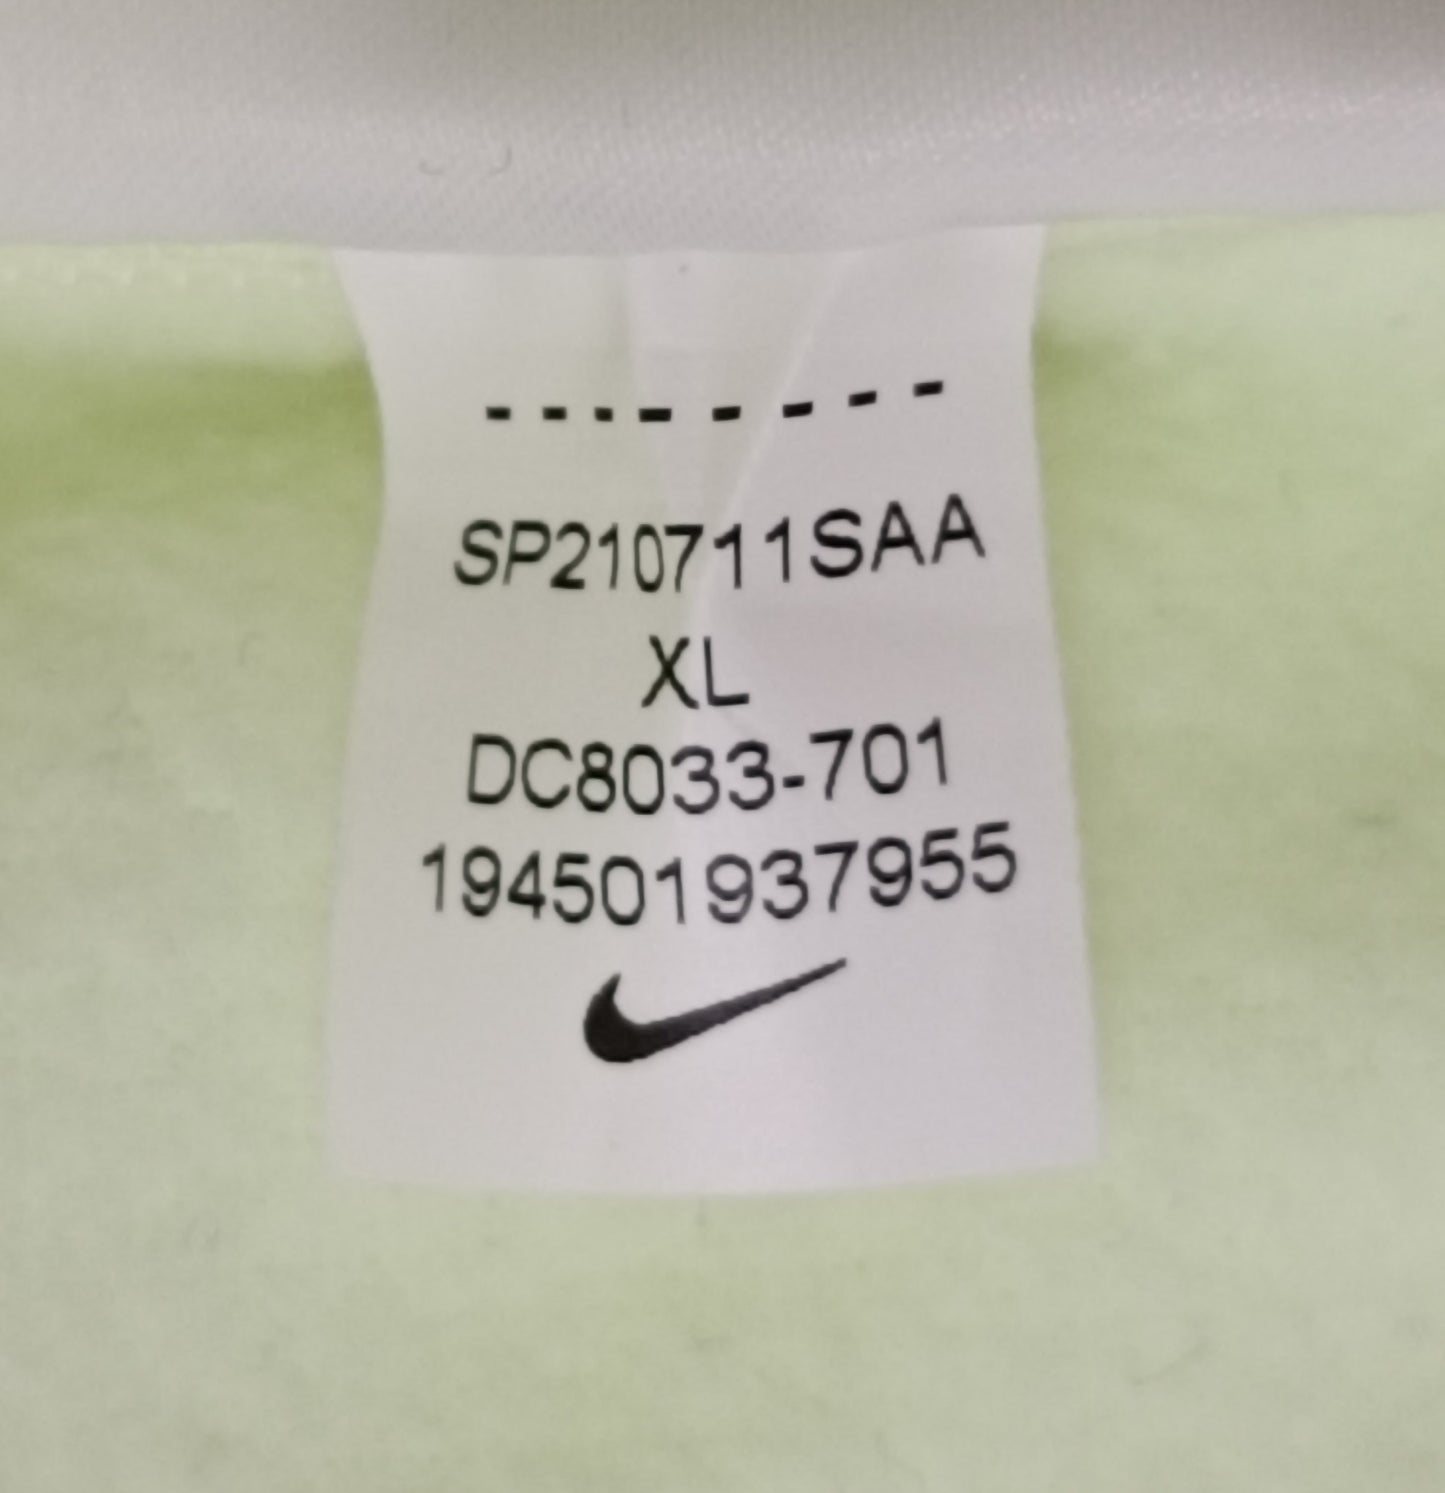 --------
SP210711SAA
XL
DC8033-701
194501937955